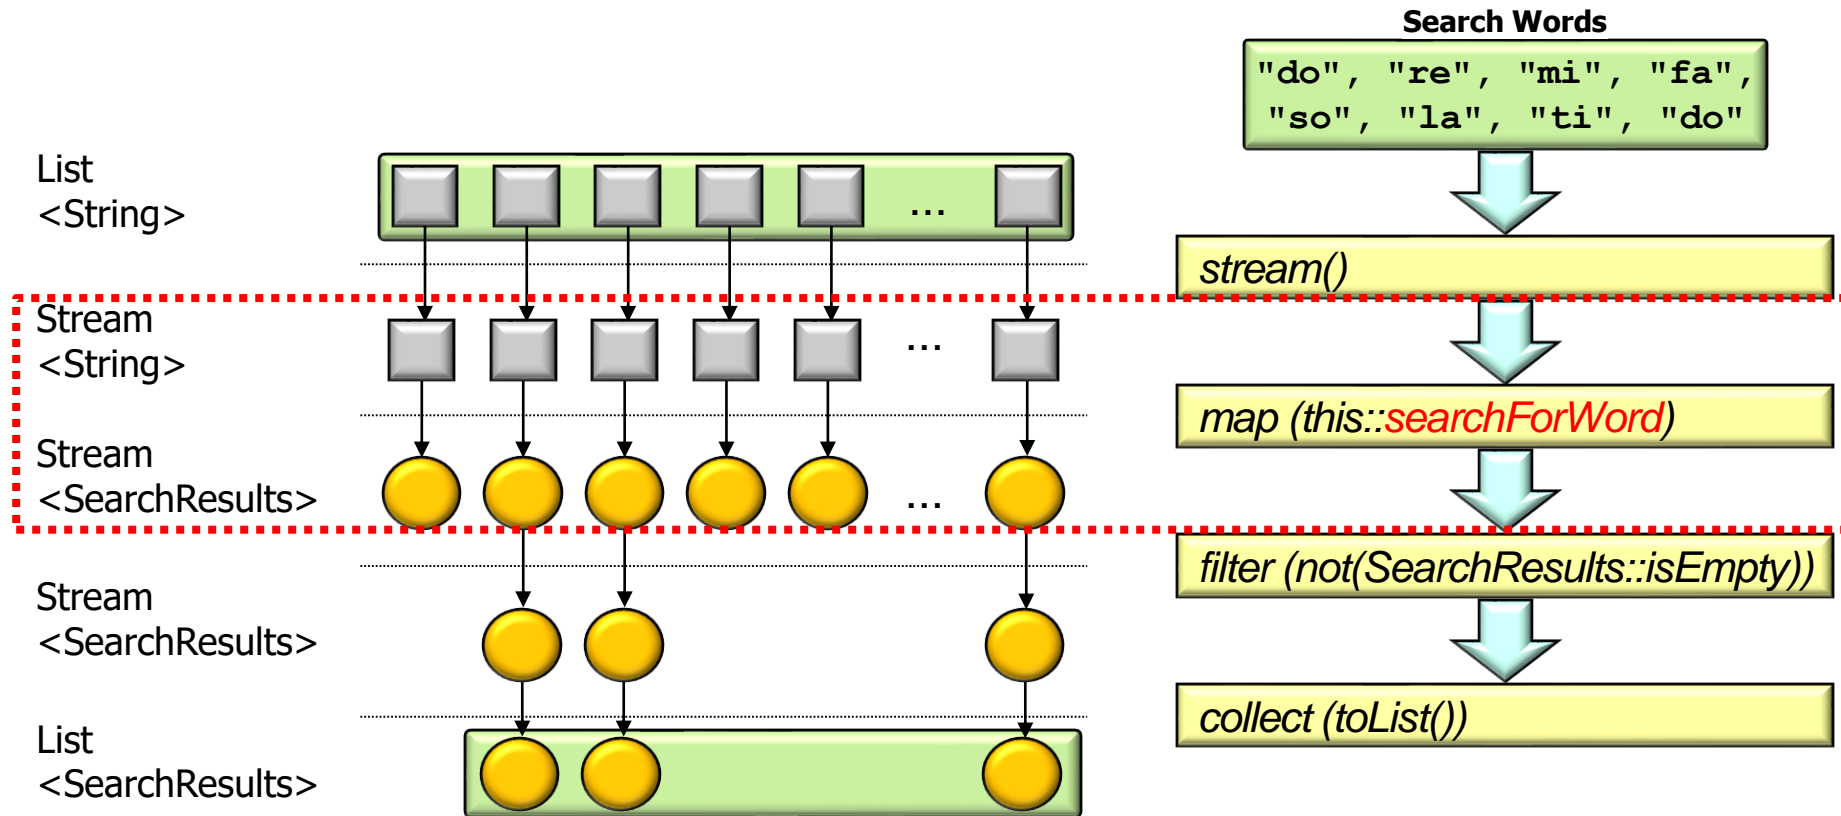 Search Words
"do", "re", "mi", "fa",
"so", "la", "ti", "do"
List
<String>
...
stream()
Stream
<String>
...
map (this::searchForWord)
Stream
<SearchResults>
...
filter (not(SearchResults::isEmpty))
Stream
<SearchResults>
collect (toList())
List
<SearchResults>